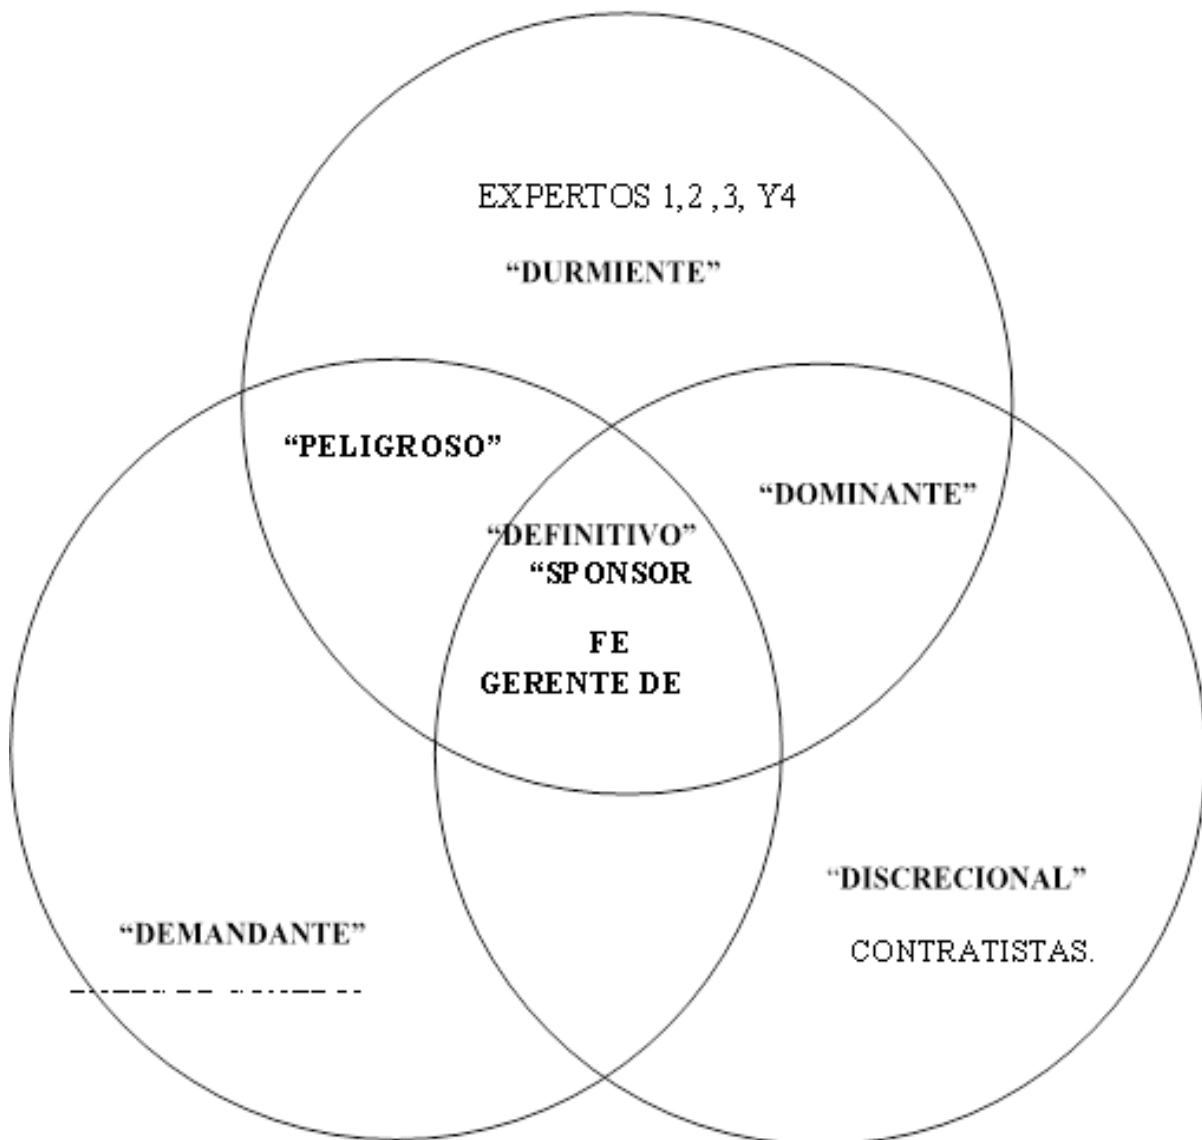 EXPERTOS 1,2 ,3, Y4
“DURMIENTE”
“PELIGROSO”
“DOMINANTE”
“DEFINITIVO”
“SPONSOR
FE
GERENTE DE
“DISCRECIONAL”
“DEMANDANTE”
CONTRATISTAS.